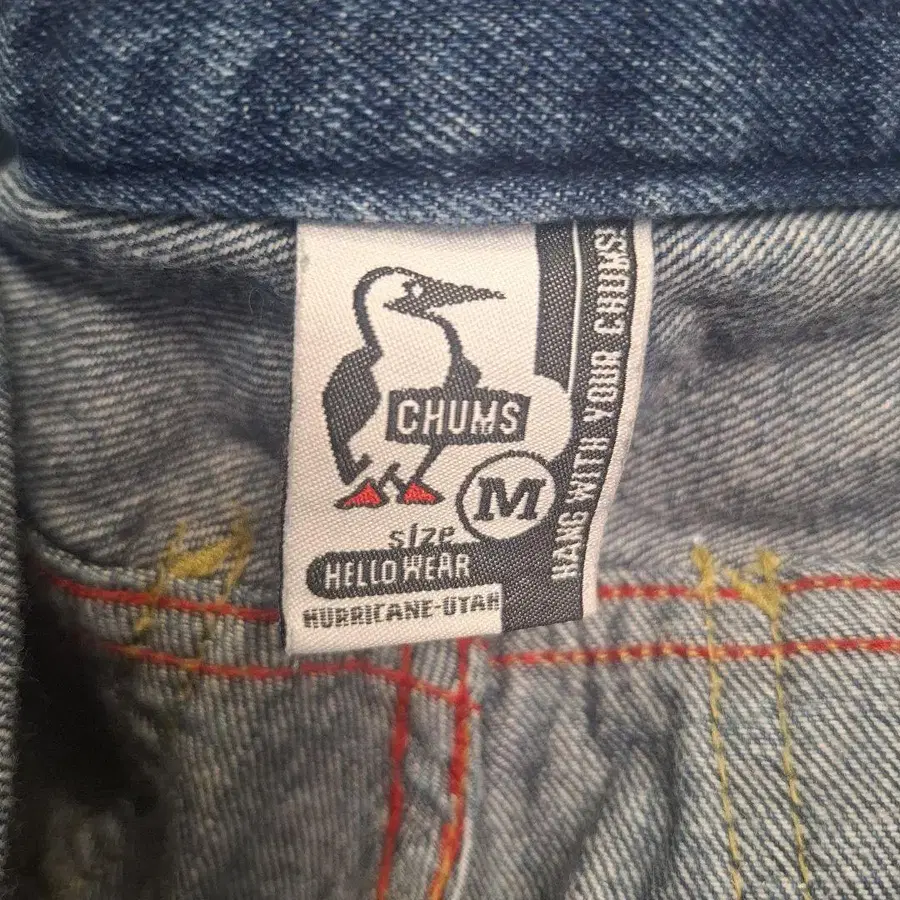 CHUMS
M
size
HELLO WEAR
HURRICANE-UTAH
HANG WITH YOUR CHUMS!